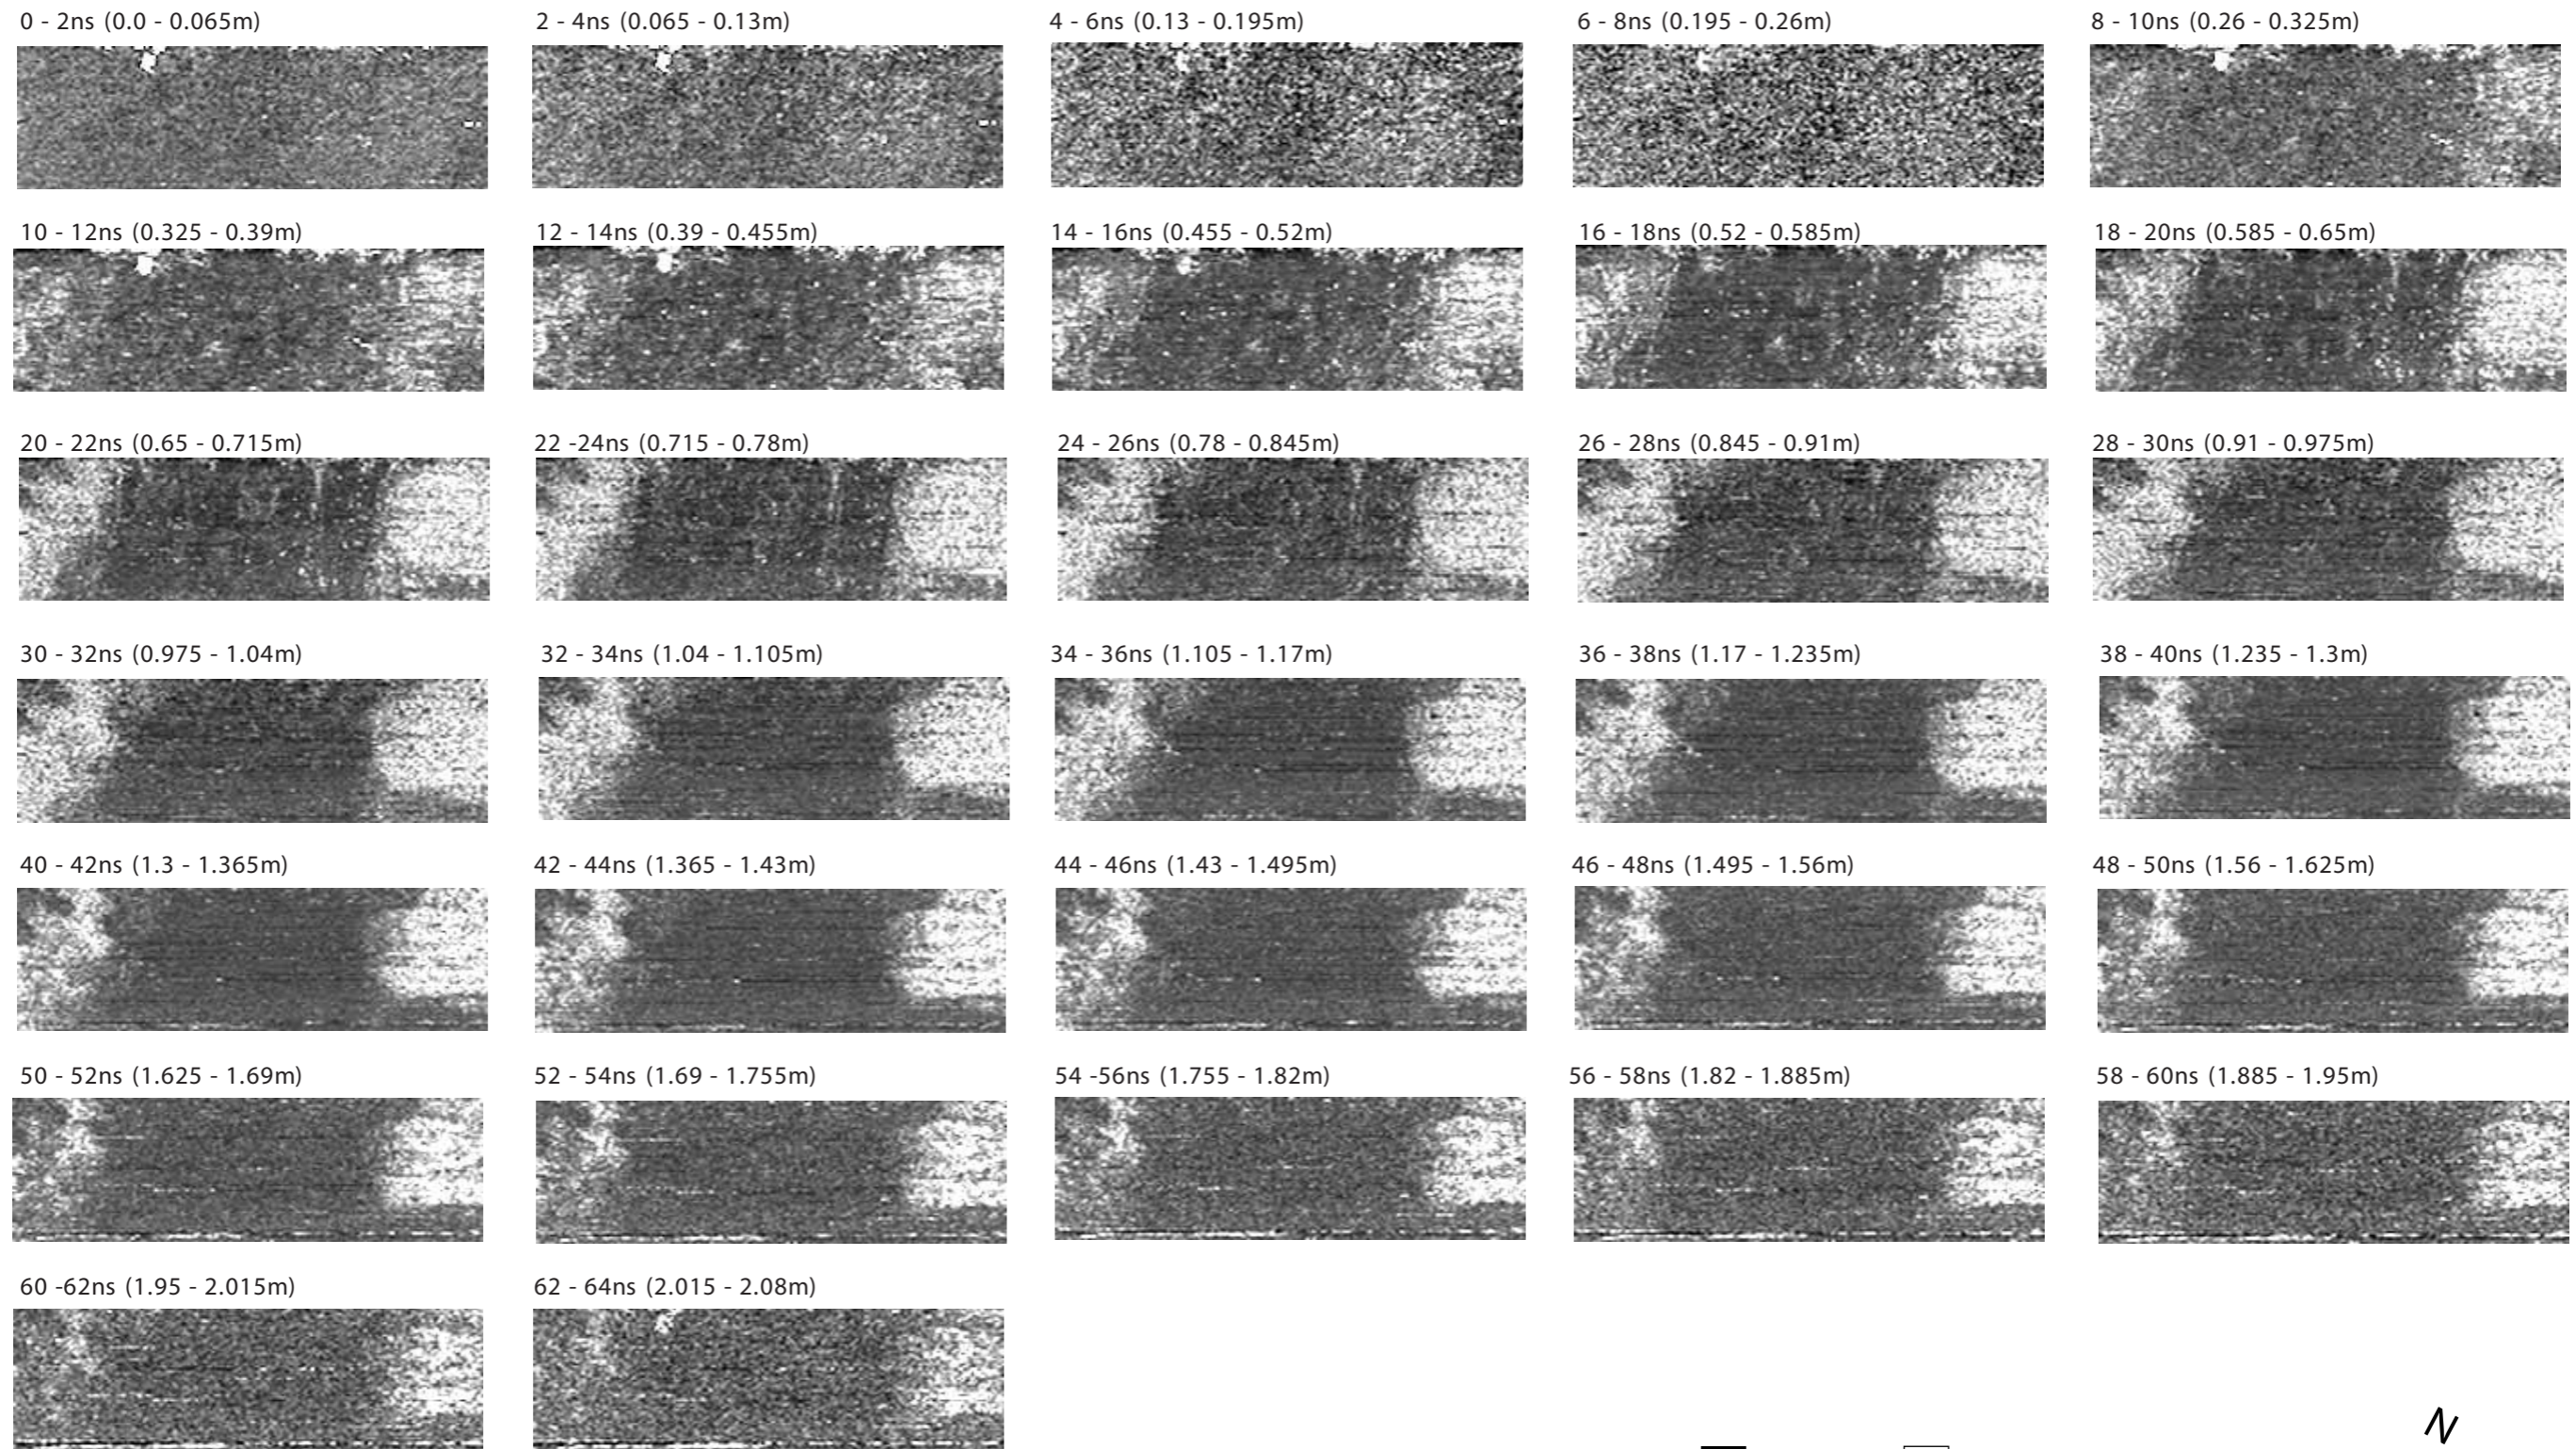 0 - 2ns (0.0 - 0.065m)
2 - 4ns (0.065 - 0.13m)
4 - 6ns (0.13 - 0.195m)
6 - 8ns (0.195 - 0.26m)
8 - 10ns (0.26 - 0.325m)
10 - 12ns (0.325 - 0.39m)
12 - 14ns (0.39 - 0.455m)
14 - 16ns (0.455 - 0.52m)
16 - 18ns (0.52 - 0.585m)
18 - 20ns (0.585 - 0.65m)
20 - 22ns (0.65 - 0.715m)
22 -24ns (0.715 - 0.78m)
24 - 26ns (0.78 - 0.845m)
26 - 28ns (0.845 - 0.91m)
28 - 30ns (0.91 - 0.975m)
30 - 32ns (0.975 - 1.04m)
32 - 34ns (1.04 - 1.105m)
34 - 36ns (1.105 - 1.17m)
36 - 38ns (1.17 - 1.235m)
38 - 40ns (1.235 - 1.3m)
40 - 42ns (1.3 - 1.365m)
42 - 44ns (1.365 - 1.43m)
44 - 46ns (1.43 - 1.495m)
46 - 48ns (1.495 - 1.56m)
48 - 50ns (1.56 - 1.625m)
50 - 52ns (1.625 - 1.69m)
52 - 54ns (1.69 - 1.755m)
54 -56ns (1.755 - 1.82m)
56 - 58ns (1.82 - 1.885m)
58 - 60ns (1.885 - 1.95m)
60 -62ns (1.95 - 2.015m)
62 - 64ns (2.015 - 2.08m)
N